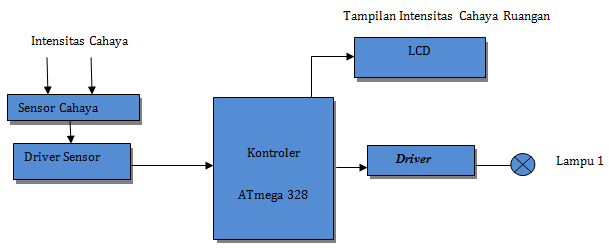 Tampilan Intensitas Cahaya Ruangan
Intensitas Cahaya
LCD
Sensor Cahaya
Driver Sensor
Kontroler
ATmega 328
Driver
Lampu 1